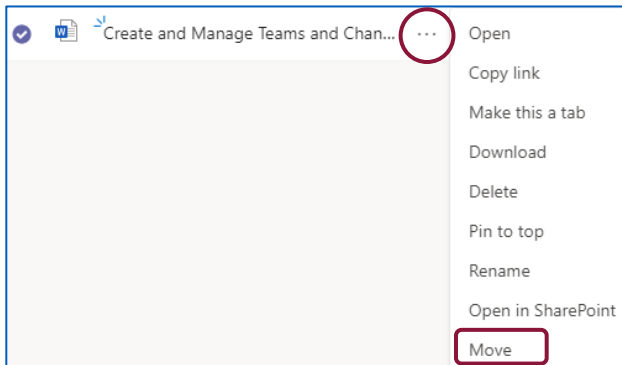 Create and Manage Teams and Chan... ... Open
Copy link
Make this a tab
Download
Delete
Pin to top
Rename
Open in SharePoint
Move